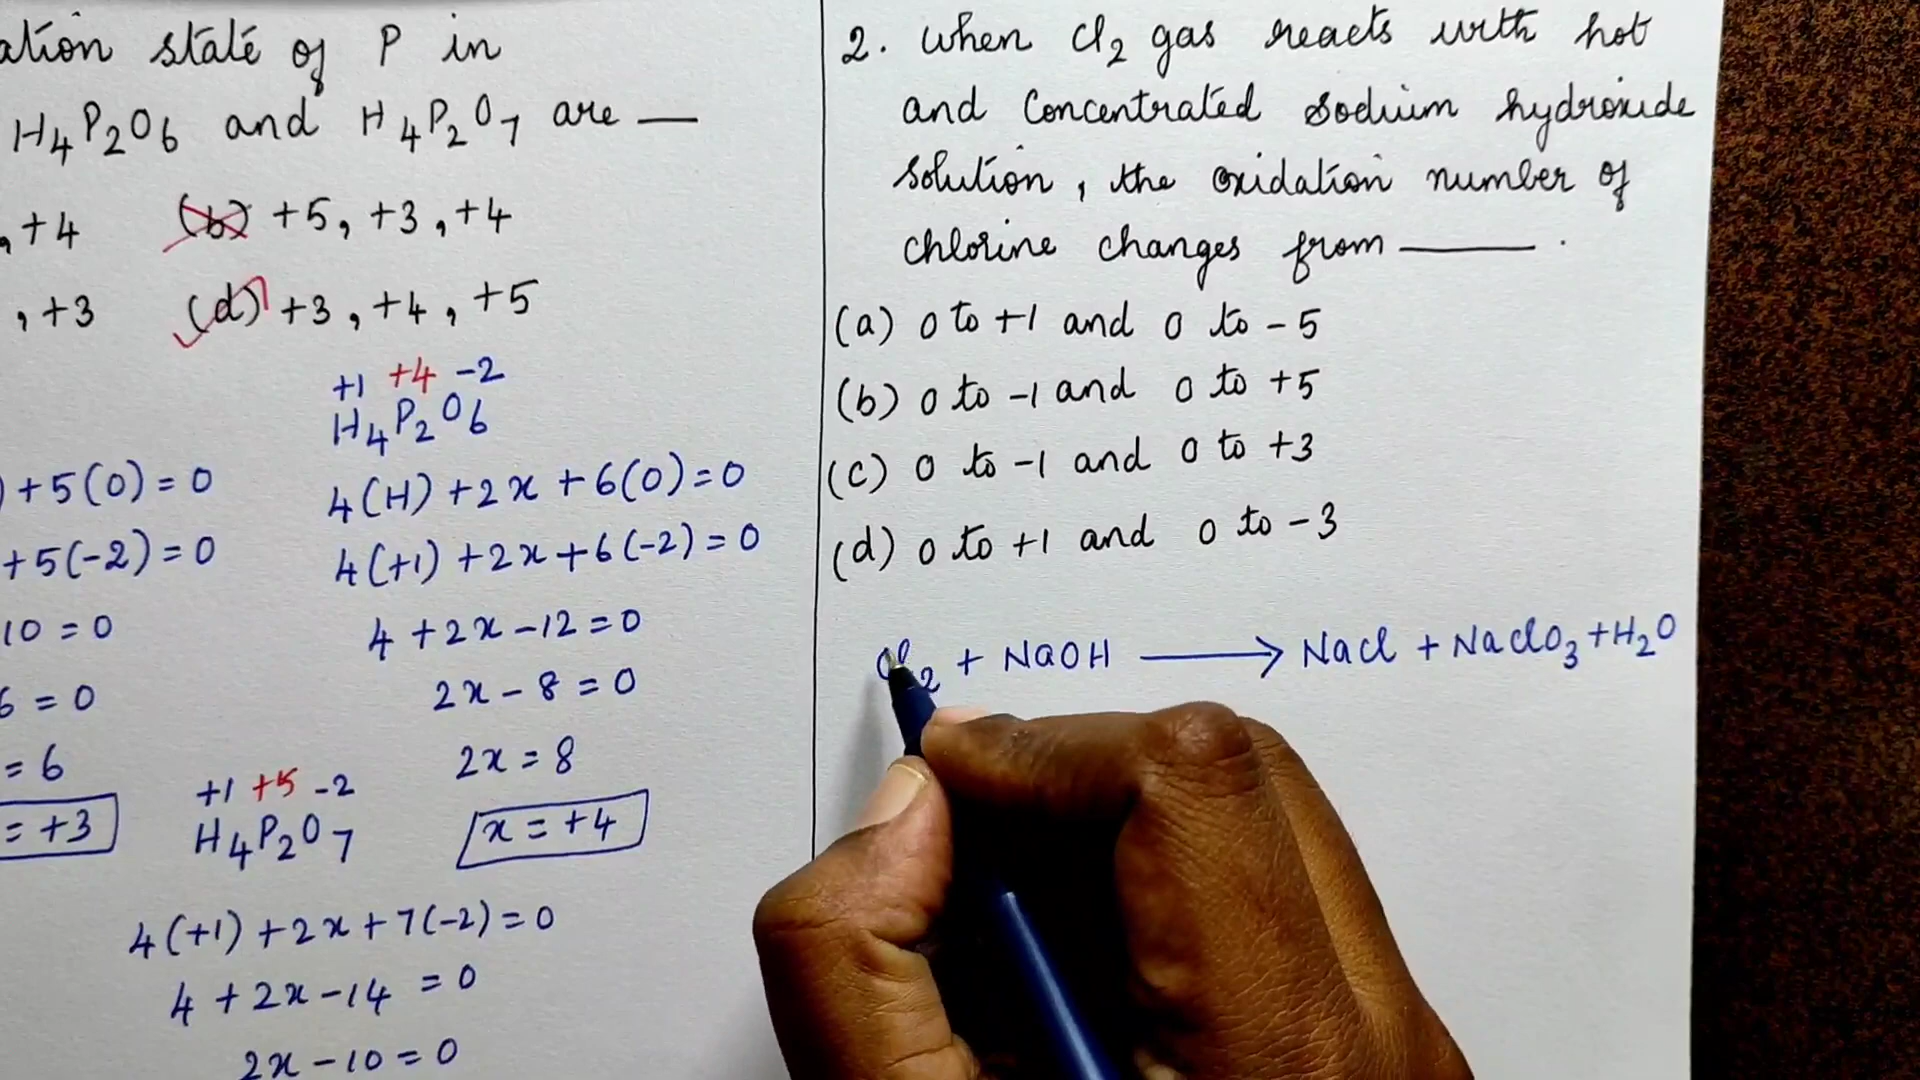 ation state of P in
H4P2O6 and H4P2O7 are —
, +4 (b) +5, +3, +4
, +3 (d) +3, +4, +5
+1 +4 -2
H4P2O6
) + 5(0) = 0
4(H) + 2x + 6(0) = 0
+ 5(-2) = 0
4(+1) + 2x + 6(-2) = 0
10 = 0
4 + 2x - 12 = 0
6 = 0
2x - 8 = 0
= 6
2x = 8
= +3
x = +4
+1 +5 -2
H4P2O7
4(+1) + 2x + 7(-2) = 0
4 + 2x - 14 = 0
2x - 10 = 0
2. When Cl2 gas reacts with hot
and Concentrated Sodium hydroxide
solution, the oxidation number of
chlorine changes from ——— .
(a) 0 to +1 and 0 to -5
(b) 0 to -1 and 0 to +5
(c) 0 to -1 and 0 to +3
(d) 0 to +1 and 0 to -3
Cl2 + NaOH ⟶ NaCl + NaClO3 + H2O